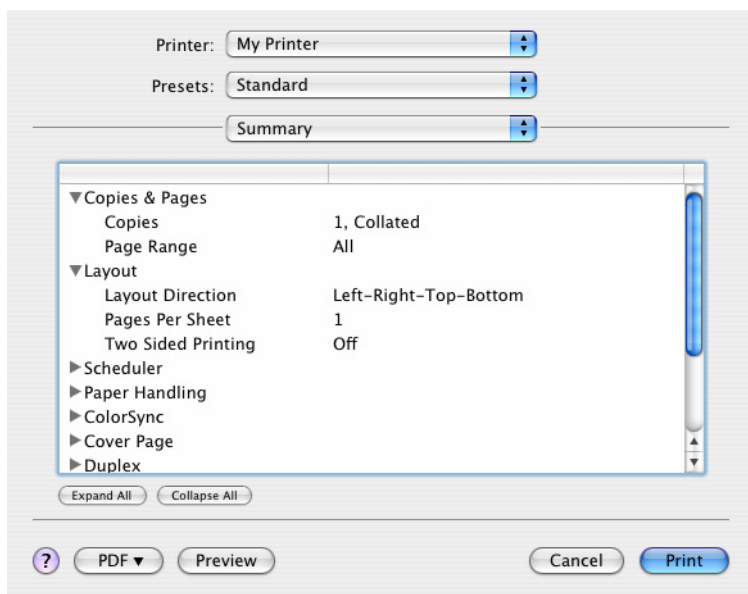 Printer: My Printer
Presets: Standard
Summary
Copies & Pages
Copies 1, Collated
Page Range All
Layout
Layout Direction Left-Right-Top-Bottom
Pages Per Sheet 1
Two Sided Printing Off
Scheduler
Paper Handling
ColorSync
Cover Page
Duplex
Expand All Collapse All
? PDF Preview Cancel Print